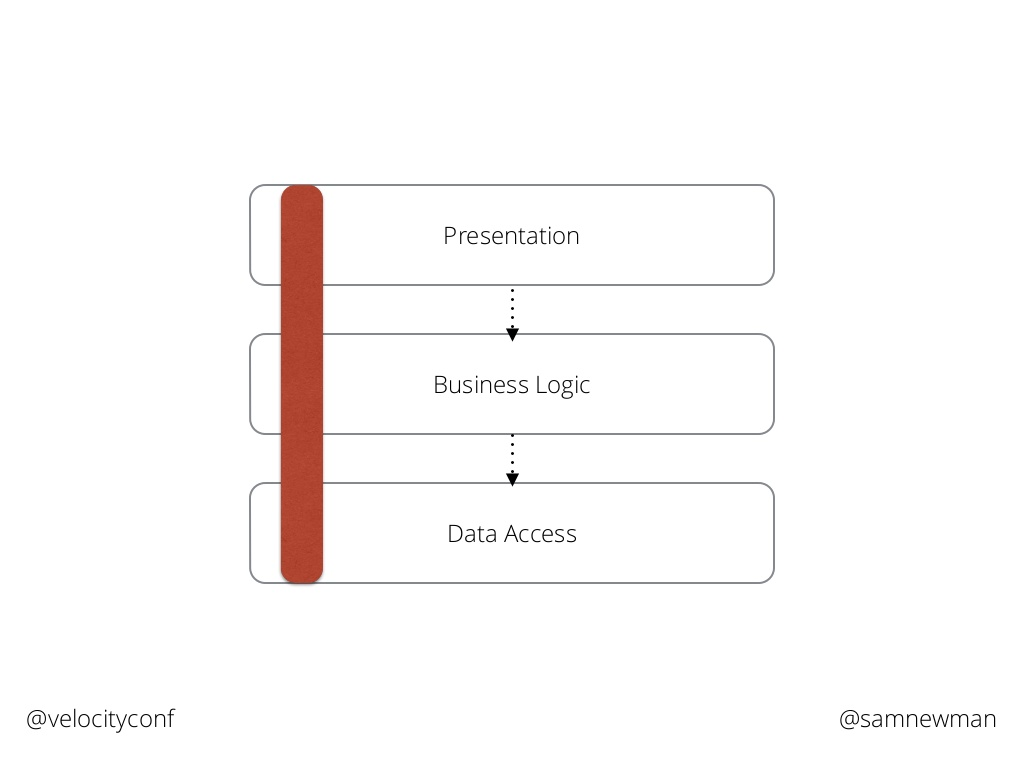 Presentation
Business Logic
Data Access
@velocityconf
@samnewman